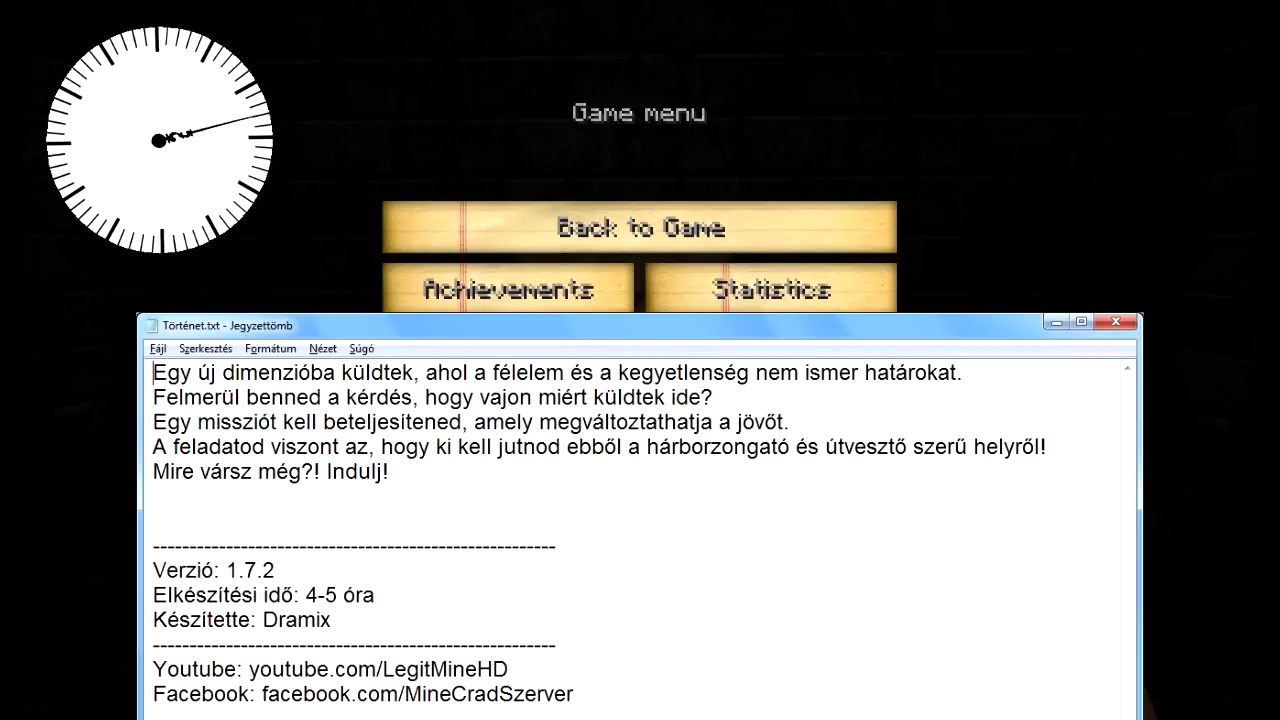 Game menu
Back to Game
Achievements
Statistics
Történet.txt - Jegyzettömb
Fájl Szerkesztés Formátum Nézet Súgó
Egy új dimenzióba küldtek, ahol a félelem és a kegyetlenség nem ismer határokat.
Felmerül benned a kérdés, hogy vajon miért küldtek ide?
Egy missziót kell beteljesítened, amely megváltoztathatja a jövőt.
A feladatod viszont az, hogy ki kell jutnod ebből a hárborzongató és útvesztő szerű helyről!
Mire vársz még?! Indulj!
-------------------------------------------------------
Verzió: 1.7.2
Elkészítési idő: 4-5 óra
Készítette: Dramix
-------------------------------------------------------
Youtube: youtube.com/LegitMineHD
Facebook: facebook.com/MineCradSzerver